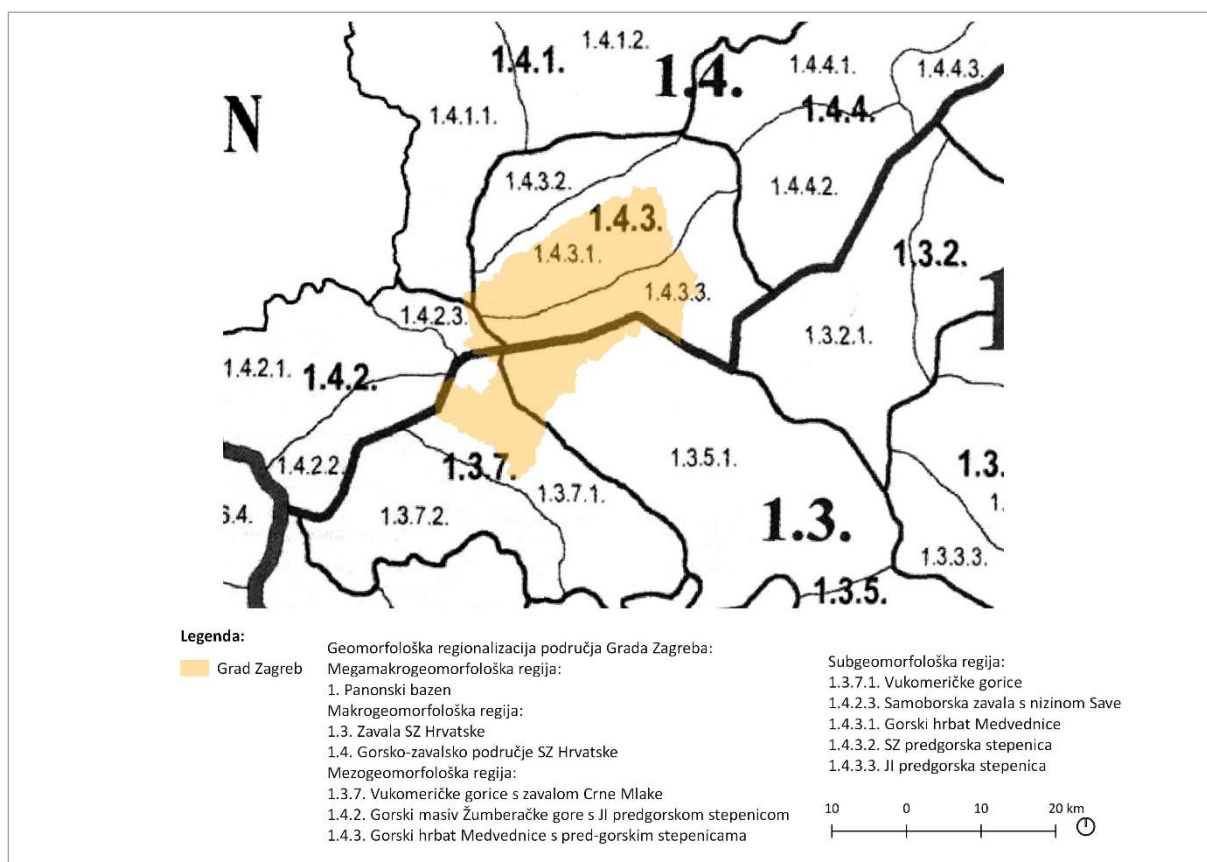 N
1.4.1.2.
1.4.1.
1.4.
1.4.4.1.
1.4.4.3.
1.4.1.1.
1.4.4.
1.4.3.2.
1.4.4.2.
1.4.3.
1.4.3.1.
1.3.2.
1.4.3.3.
1.4.2.3.
1.3.2.1.
1.4.2.1.
1.4.2.
1.3.5.1.
1.4.2.2.
1.3.7.
1.3.
1.3.7.1.
6.4.
1.3.7.2.
1.3.
1.3.3.3.
1.3.5.
Legenda:
Grad Zagreb
Geomorfološka regionalizacija područja Grada Zagreba:
Megamakrogeomorfološka regija:
1. Panonski bazen
Makrogeomorfološka regija:
1.3. Zavala SZ Hrvatske
1.4. Gorsko-zavalsko područje SZ Hrvatske
Mezogeomorfološka regija:
1.3.7. Vukomeričke gorice s zavalom Crne Mlake
1.4.2. Gorski masiv Žumberačke gore s JI predgorskom stepenicom
1.4.3. Gorski hrbat Medvednice s pred-gorskim stepenicama
Subgeomorfološka regija:
1.3.7.1. Vukomeričke gorice
1.4.2.3. Samoborska zavala s nizinom Save
1.4.3.1. Gorski hrbat Medvednice
1.4.3.2. SZ predgorska stepenica
1.4.3.3. JI predgorska stepenica
10 0 10 20 km